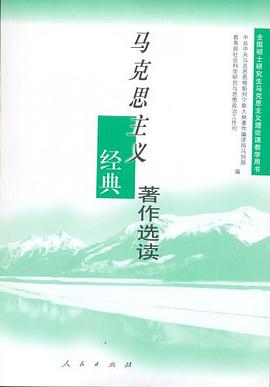 全国硕士研究生马克思主义理论课教学用书
中共中央马克思恩格斯列宁斯大林著作编译局马列部
教育部社会科学研究与思想政治工作司
编
马克思主义
经典
著作选读
人民出版社